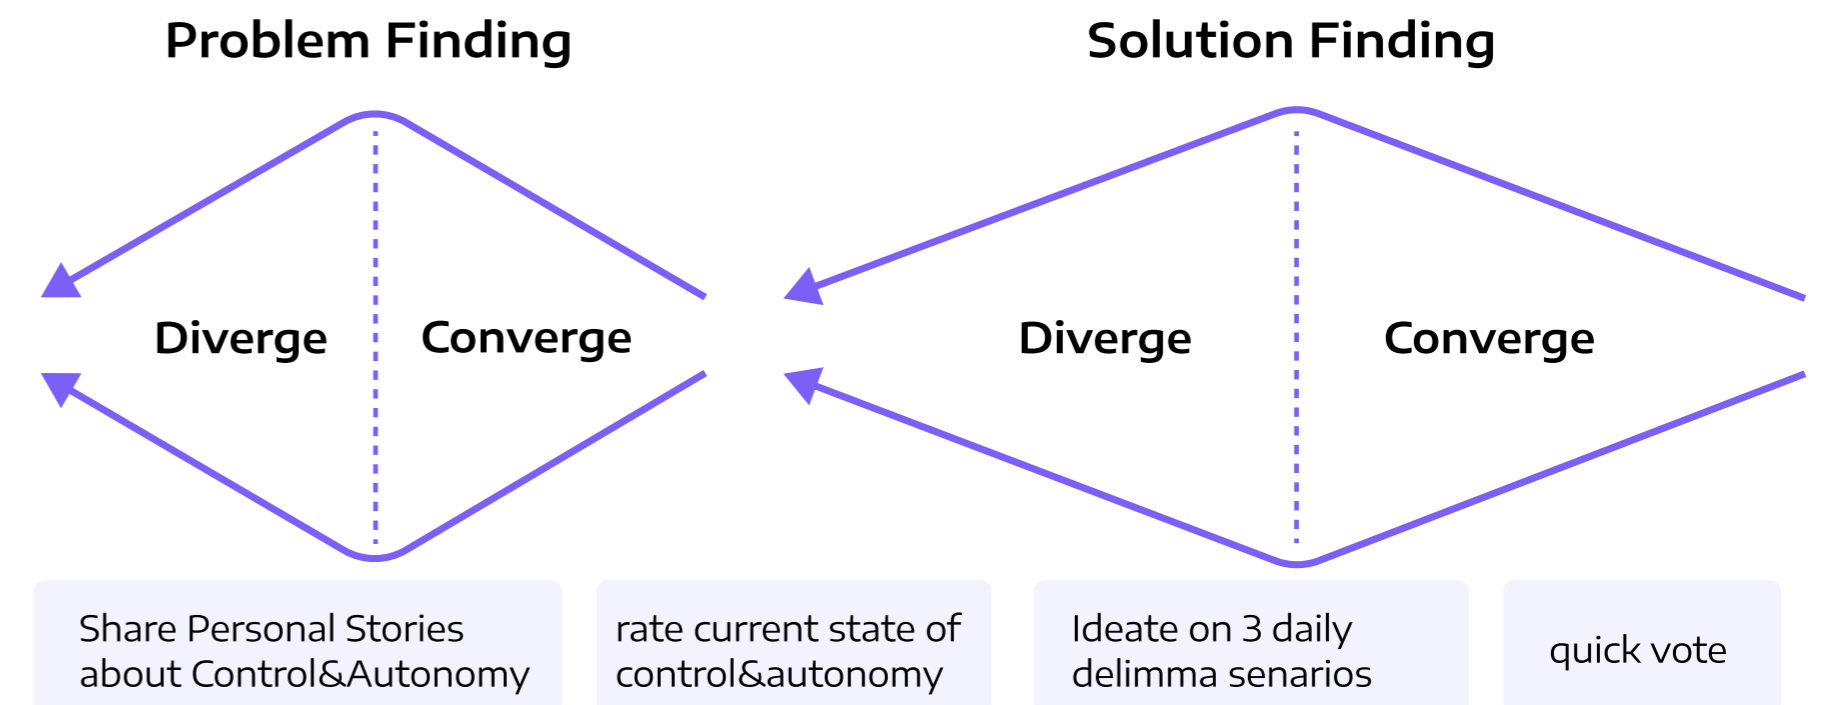 Problem Finding
Solution Finding
Diverge
Converge
Diverge
Converge
Share Personal Stories
about Control&Autonomy
rate current state of
control&autonomy
Ideate on 3 daily
delimma senarios
quick vote